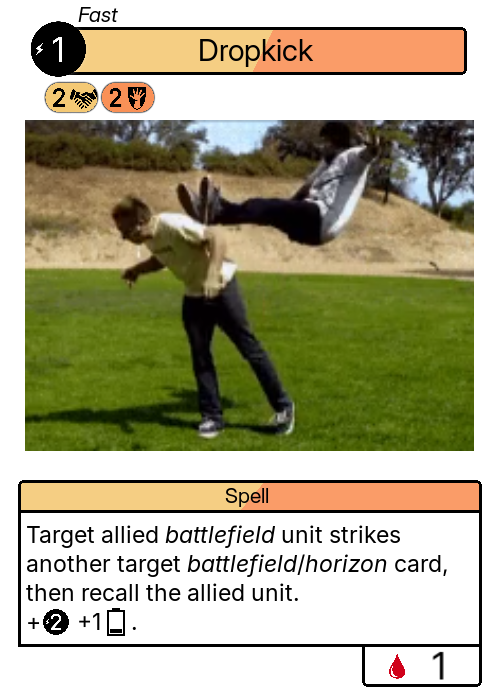 Fast
1 Dropkick
2 2
Spell
Target allied battlefield unit strikes
another target battlefield/horizon card,
then recall the allied unit.
+2 +1 .
1